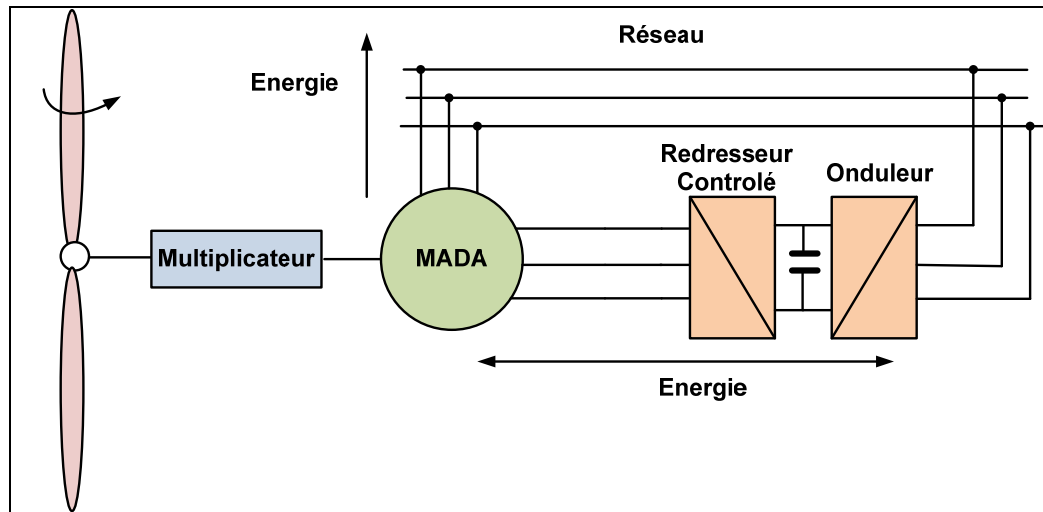 Réseau
Energie
Redresseur
Controlé
Onduleur
Multiplicateur
MADA
Energie